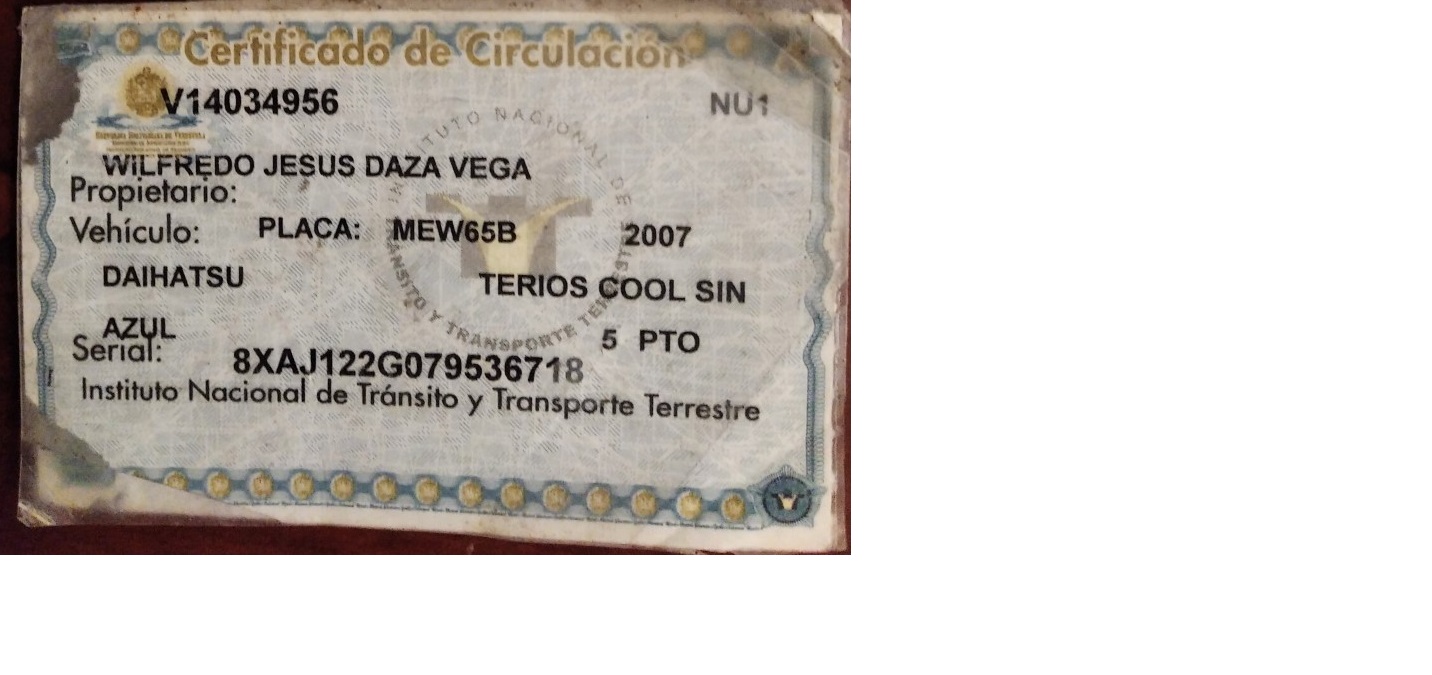 Certificado de Circulación
V14034956 NU1
REPÚBLICA BOLIVARIANA DE VENEZUELA
WILFREDO JESUS DAZA VEGA
Propietario:
Vehículo: PLACA: MEW65B 2007
DAIHATSU TERIOS COOL SIN
AZUL 5 PTO
Serial: 8XAJ122G079536718
Instituto Nacional de Tránsito y Transporte Terrestre
INSTITUTO NACIONAL DE TRÁNSITO Y TRANSPORTE TERRESTRE